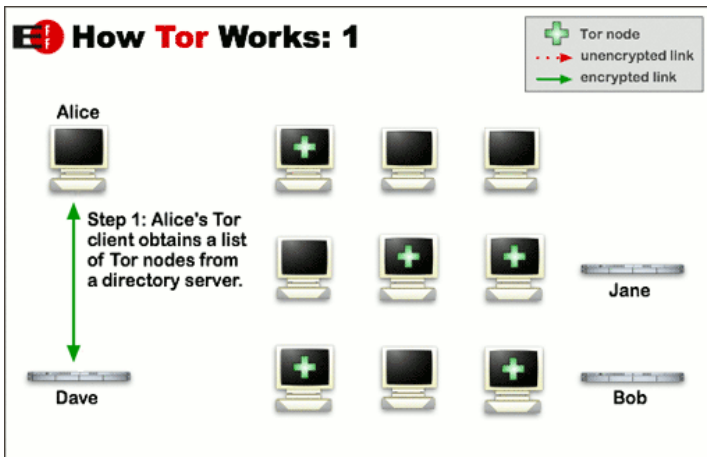 EFF How Tor Works: 1
Tor node
unencrypted link
encrypted link
Alice
Step 1: Alice's Tor
client obtains a list
of Tor nodes from
a directory server.
Jane
Dave
Bob